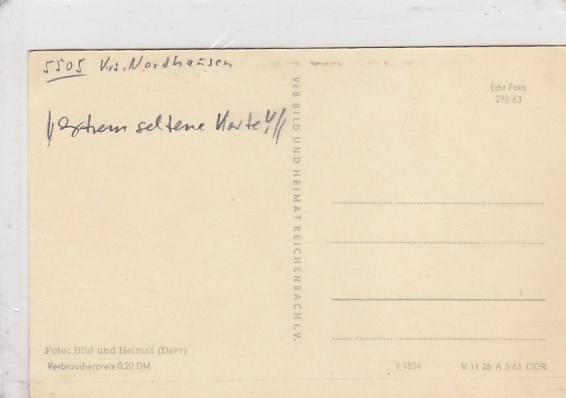 5505 Krs. Nordhausen
//extrem seltene Karte!!//
Foto: Bild und Heimat (Darr)
Verbraucherpreis 0.20 DM
VEB BILD UND HEIMAT REICHENBACH I.V.
Echt Foto
276/63
9/1854 V 11 28 A 3/63 DDR